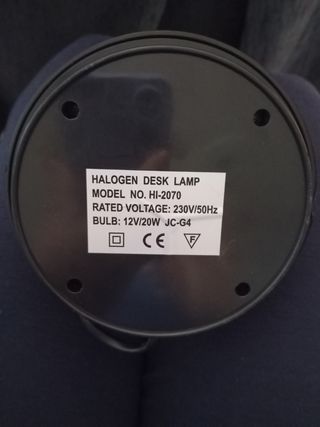 HALOGEN DESK LAMP
MODEL NO. HI-2070
RATED VOLTAGE: 230V/50Hz
BULB: 12V/20W JC-G4
CE F